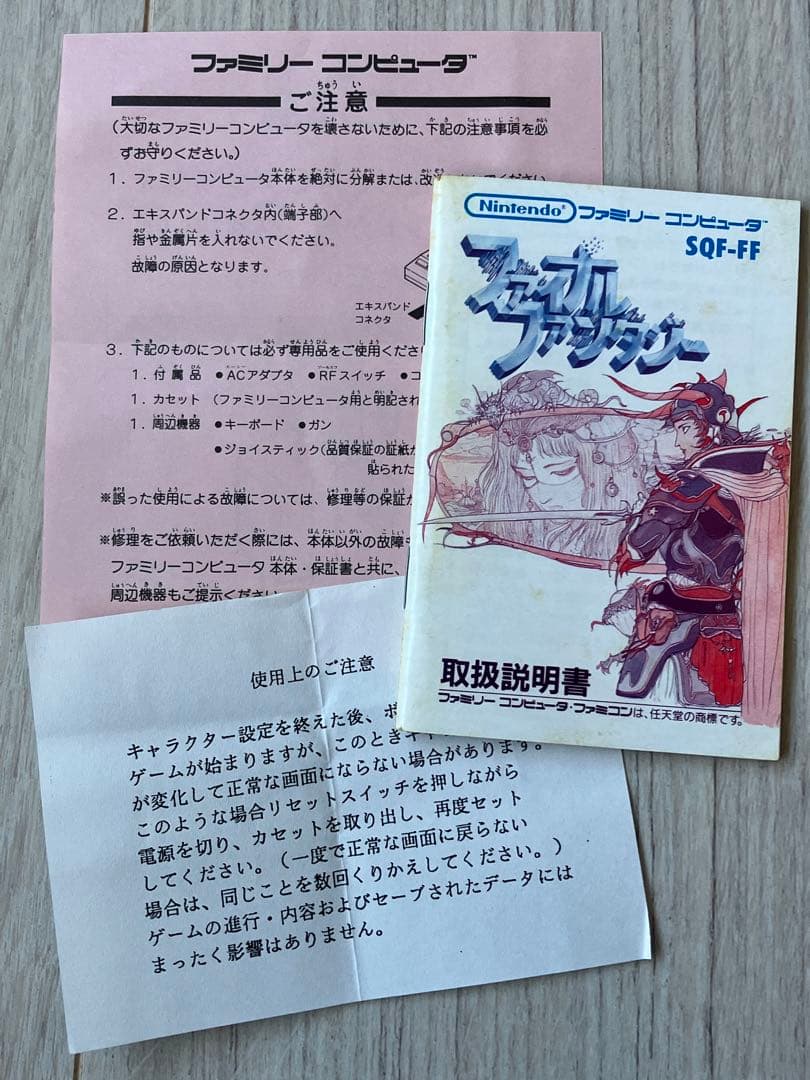 ファミリー コンピュータ™
ご注意
(大切なファミリーコンピュータを壊さないために、下記の注意事項を必
ずお守りください。)
1. ファミリーコンピュータ本体を絶対に分解または、改
2. エキスパンドコネクタ内(端子部)へ
指や金属片を入れないでください。
故障の原因となります。
エキスパンド
コネクタ
3. 下記のものについては必ず専用品をご使用くださ
1. 付属品 ●ACアダプタ ●RFスイッチ
1. カセット (ファミリーコンピュータ用と明記され
1. 周辺機器 ●キーボード ●ガン
●ジョイスティック(品質保証の証紙が
貼られた
※誤った使用による故障については、修理等の保証が
※修理をご依頼いただく際には、本体以外の故障も
ファミリーコンピュータ本体・保証書と共に、
周辺機器もご提示ください
Nintendo® ファミリー コンピュータ™
SQF-FF
ファイナル
ファンタジー
取扱説明書
ファミリー コンピュータ・ファミコンは、任天堂の商標です。
使用上のご注意
キャラクター設定を終えた後、ボ
ゲームが始まりますが、このときキャ
が変化して正常な画面にならない場合があります。
このような場合リセットスイッチを押しながら
電源を切り、カセットを取り出し、再度セット
してください。(一度で正常な画面に戻らない
場合は、同じことを数回くりかえしてください。)
ゲームの進行・内容およびセーブされたデータには
まったく影響はありません。